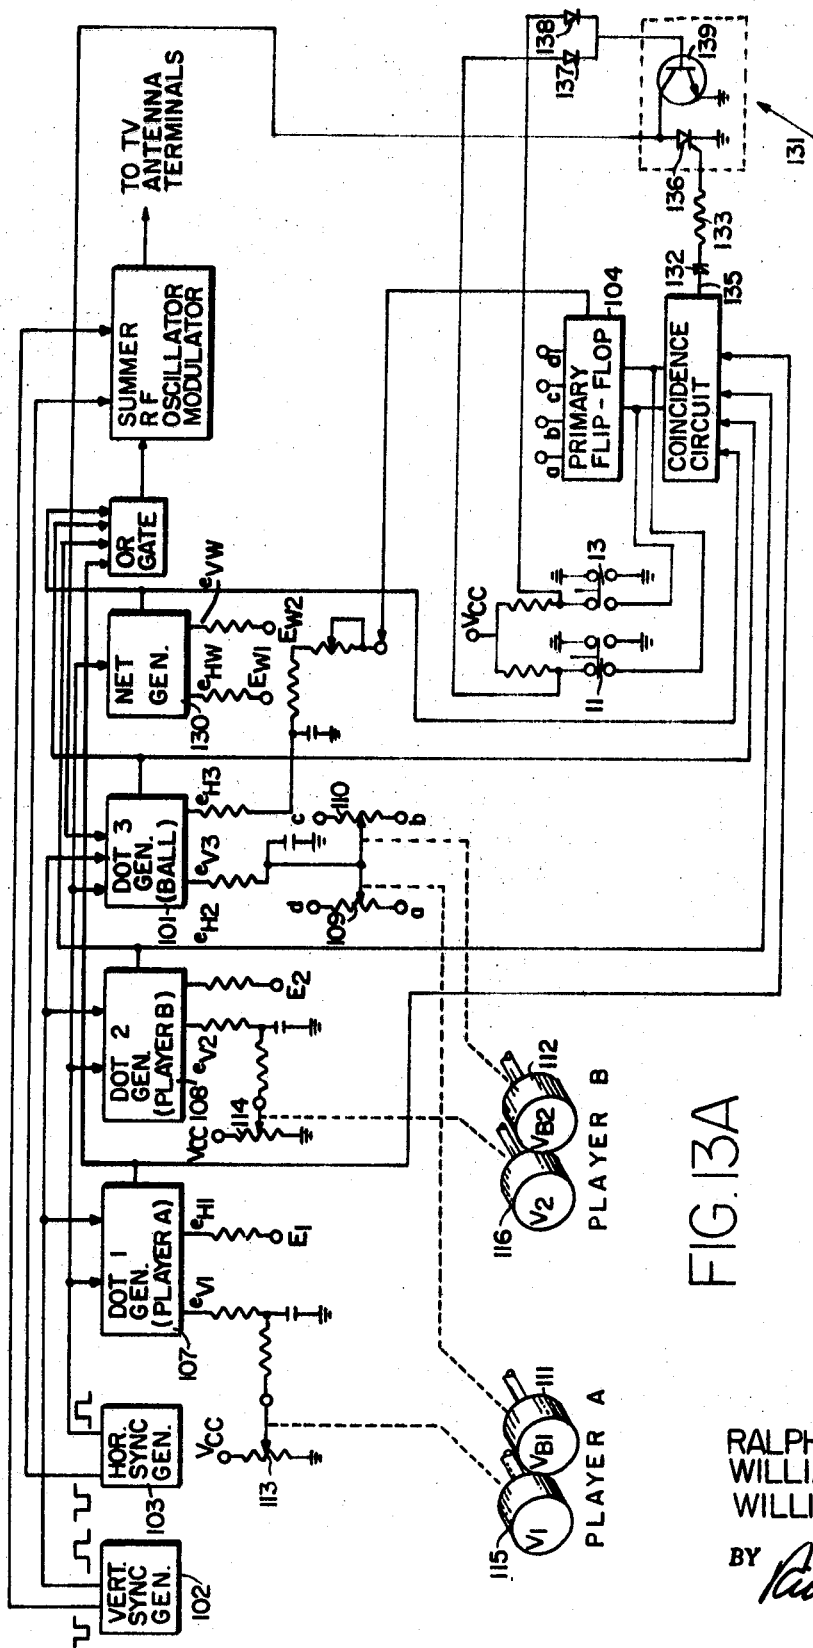 VERT. SYNC GEN.
102
HOR. SYNC GEN.
103
DOT 1 GEN. (PLAYER A)
107
eV1
eH1
E1
VCC
113
DOT 2 GEN. (PLAYER B)
108
eV2
eH2
E2
VCC
114
DOT 3 GEN. (BALL)
101
eV3
eH3
c
110
b
d
109
a
NET GEN.
130
eHW
eVW
EW1
EW2
OR GATE
SUMMER RF OSCILLATOR MODULATOR
TO TV ANTENNA TERMINALS
VCC
11
13
a b c d
PRIMARY FLIP-FLOP
104
COINCIDENCE CIRCUIT
135
132
133
136
137
138
139
131
V1
115
VB1
111
PLAYER A
V2
116
VB2
112
PLAYER B
FIG. 13A
RALPH
WILLI
WILLI
BY